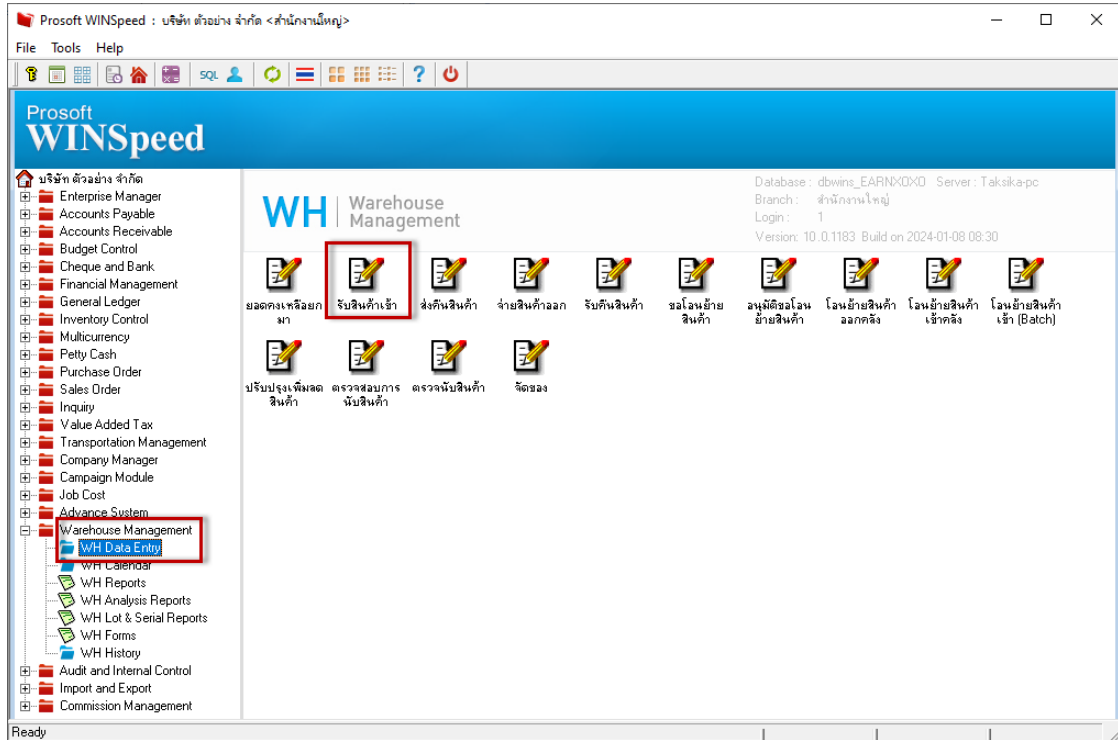 Prosoft WINSpeed : บริษัท ตัวอย่าง จำกัด <สำนักงานใหญ่>
File Tools Help
SQL
Prosoft
WINSpeed
บริษัท ตัวอย่าง จำกัด
Enterprise Manager
Accounts Payable
Accounts Receivable
Budget Control
Cheque and Bank
Financial Management
General Ledger
Inventory Control
Multicurrency
Petty Cash
Purchase Order
Sales Order
Inquiry
Value Added Tax
Transportation Management
Company Manager
Campaign Module
Job Cost
Advance System
Warehouse Management
WH Data Entry
WH Calendar
WH Reports
WH Analysis Reports
WH Lot & Serial Reports
WH Forms
WH History
Audit and Internal Control
Import and Export
Commission Management
WH Warehouse
Management
Database : dbwins_EARNXOXO Server : Taksika-pc
Branch : สำนักงานใหญ่
Login : 1
Version: 10.0.1183 Build on 2024-01-08 08:30
ยอดคงเหลือยก
มา
รับสินค้าเข้า
ส่งคืนสินค้า
จ่ายสินค้าออก
รับคืนสินค้า
ขอโอนย้าย
สินค้า
อนุมัติขอโอน
ย้ายสินค้า
โอนย้ายสินค้า
ออกคลัง
โอนย้ายสินค้า
เข้าคลัง
โอนย้ายสินค้า
เข้า (Batch)
ปรับปรุงเพิ่มลด
สินค้า
ตรวจสอบการ
นับสินค้า
ตรวจนับสินค้า
จัดของ
Ready